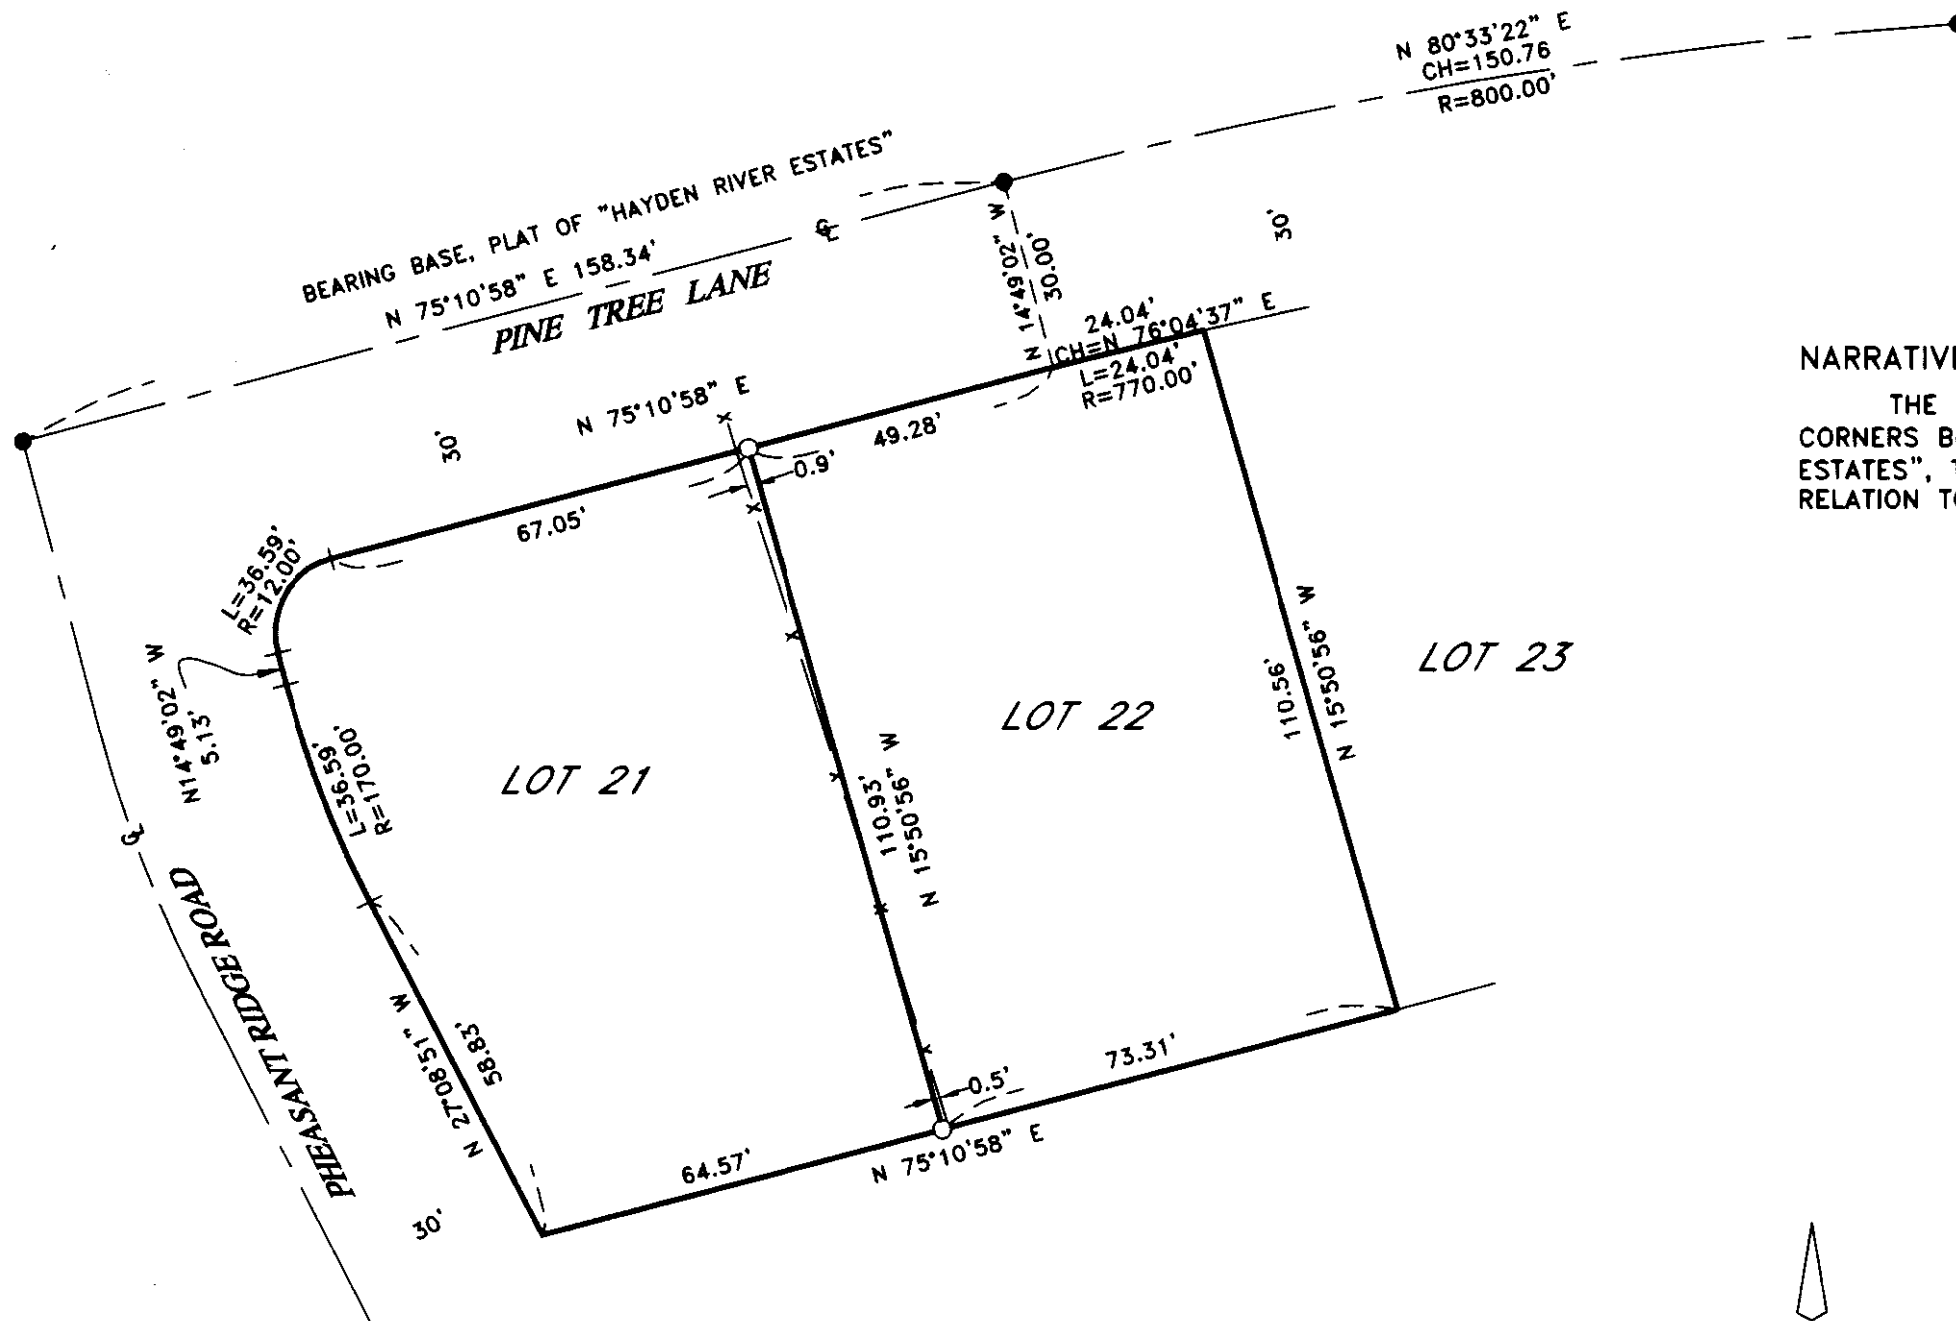 N 80°33'22" E
CH=150.76
R=800.00'
BEARING BASE, PLAT OF "HAYDEN RIVER ESTATES"
N 75°10'58" E 158.34'
PINE TREE LANE
N 14°49'02" W
30.00'
30'
24.04'
CH=N 76°04'37" E
L=24.04'
R=770.00'
NARRATIVE
THE
CORNERS B
ESTATES", T
RELATION TO
30'
N 75°10'58" E
49.28'
0.9'
67.05'
L=36.59'
R=12.00'
N14°49'02" W
5.13'
L=36.59'
R=170.00'
LOT 21
LOT 22
LOT 23
110.93'
N 15°50'56" W
110.56'
N 15°50'56" W
PHEASANT RIDGE ROAD
N 27°08'51" W
58.83'
0.5'
73.31'
64.57'
N 75°10'58" E
30'